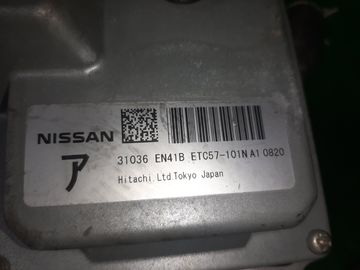 NISSAN
ア 31036 EN41B ETC57-101N A1 0820
Hitachi Ltd Tokyo Japan